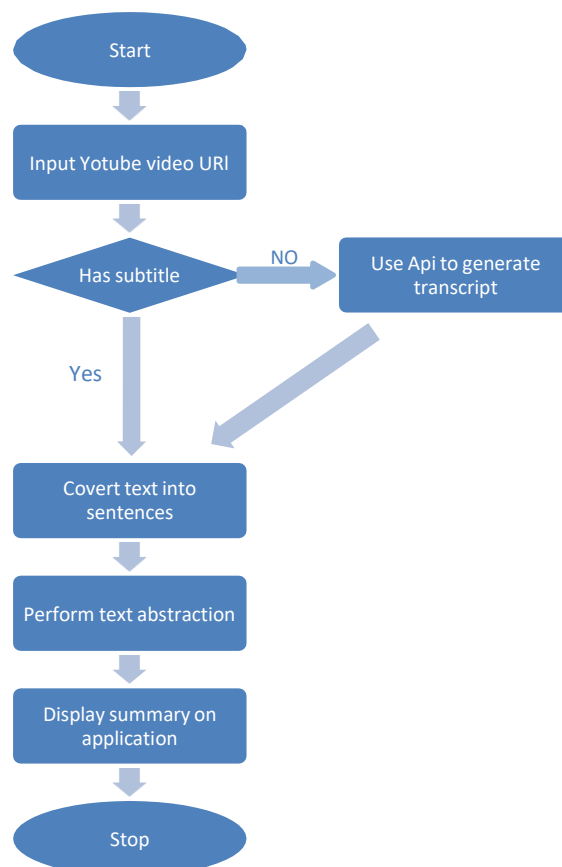 Start
Input Yotube video URl
Has subtitle
NO
Use Api to generate
transcript
Yes
Covert text into
sentences
Perform text abstraction
Display summary on
application
Stop